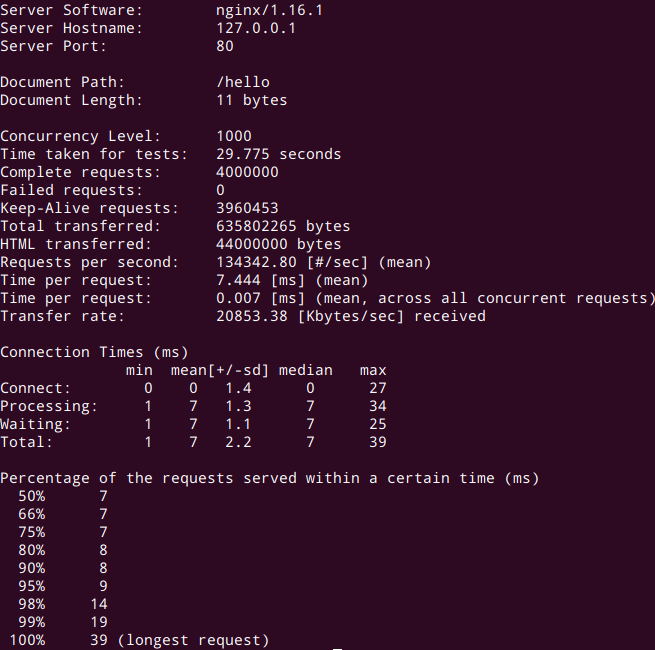 Server Software:        nginx/1.16.1
Server Hostname:        127.0.0.1
Server Port:            80

Document Path:          /hello
Document Length:        11 bytes

Concurrency Level:      1000
Time taken for tests:   29.775 seconds
Complete requests:      4000000
Failed requests:        0
Keep-Alive requests:    3960453
Total transferred:      635802265 bytes
HTML transferred:       44000000 bytes
Requests per second:    134342.80 [#/sec] (mean)
Time per request:       7.444 [ms] (mean)
Time per request:       0.007 [ms] (mean, across all concurrent requests)
Transfer rate:          20853.38 [Kbytes/sec] received

Connection Times (ms)
              min  mean[+/-sd] median   max
Connect:        0    0   1.4      0      27
Processing:     1    7   1.3      7      34
Waiting:        1    7   1.1      7      25
Total:          1    7   2.2      7      39

Percentage of the requests served within a certain time (ms)
  50%      7
  66%      7
  75%      7
  80%      8
  90%      8
  95%      9
  98%     14
  99%     19
 100%     39 (longest request)